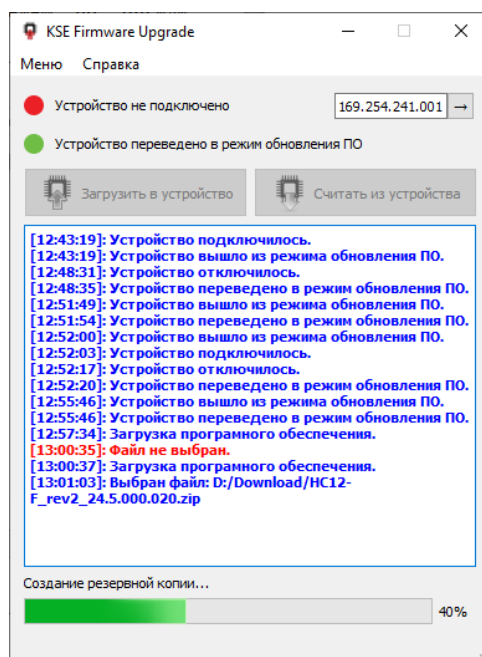 KSE Firmware Upgrade
Меню Справка
Устройство не подключено 169.254.241.001 →
Устройство переведено в режим обновления ПО
Загрузить в устройство Считать из устройства
[12:43:19]: Устройство подключилось.
[12:43:19]: Устройство вышло из режима обновления ПО.
[12:48:31]: Устройство отключилось.
[12:48:35]: Устройство переведено в режим обновления ПО.
[12:51:49]: Устройство вышло из режима обновления ПО.
[12:51:54]: Устройство переведено в режим обновления ПО.
[12:52:00]: Устройство вышло из режима обновления ПО.
[12:52:03]: Устройство подключилось.
[12:52:17]: Устройство отключилось.
[12:52:20]: Устройство переведено в режим обновления ПО.
[12:55:46]: Устройство вышло из режима обновления ПО.
[12:55:46]: Устройство переведено в режим обновления ПО.
[12:57:34]: Загрузка програмного обеспечения.
[13:00:35]: Файл не выбран.
[13:00:37]: Загрузка програмного обеспечения.
[13:01:03]: Выбран файл: D:/Download/HC12-
F_rev2_24.5.000.020.zip
Создание резервной копии...
40%